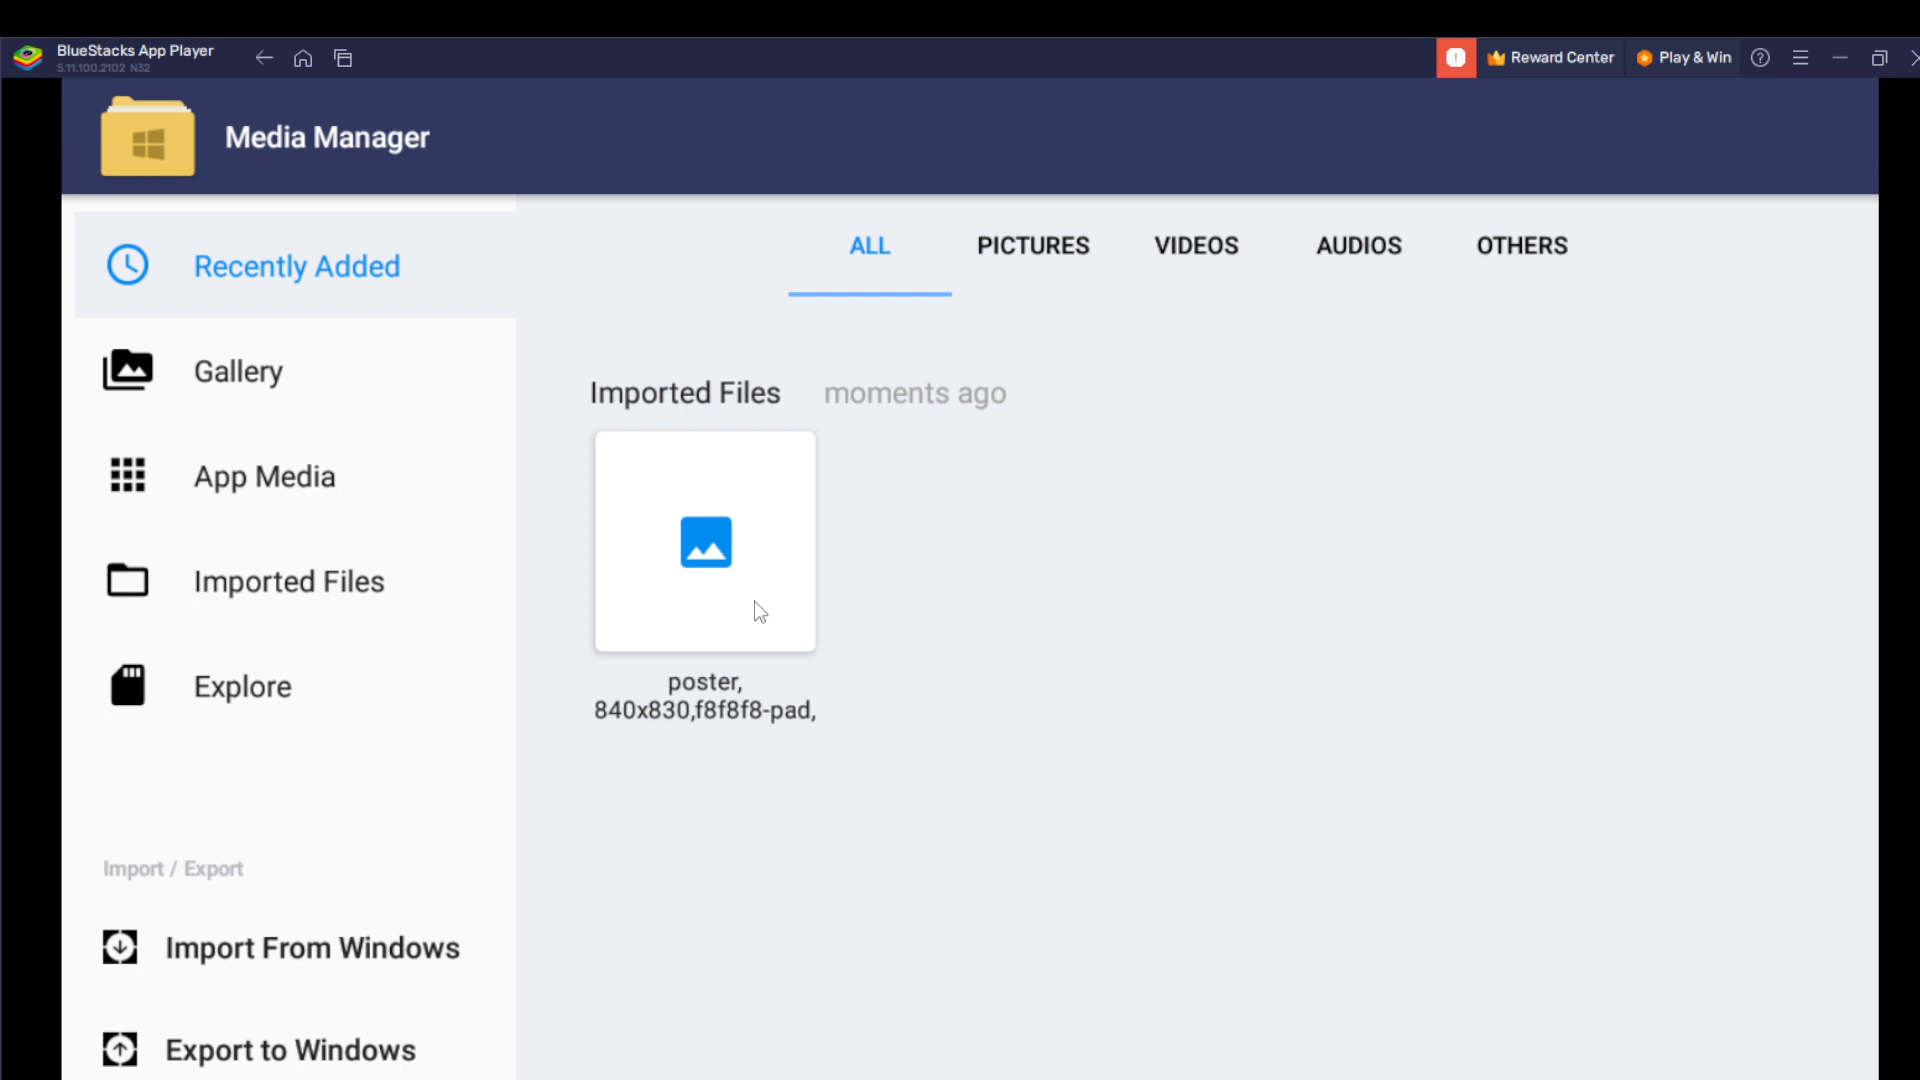 BlueStacks App Player
5.11.100.2102 N32
Reward Center
Play & Win
Media Manager
Recently Added
Gallery
App Media
Imported Files
Explore
Import / Export
Import From Windows
Export to Windows
ALL PICTURES VIDEOS AUDIOS OTHERS
Imported Files moments ago
poster,
840x830,f8f8f8-pad,